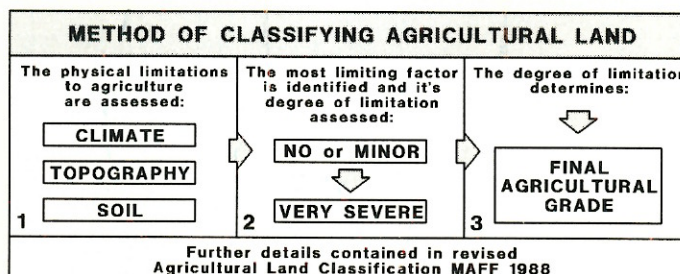 METHOD OF CLASSIFYING AGRICULTURAL LAND
The physical limitations
to agriculture
are assessed:
CLIMATE
TOPOGRAPHY
SOIL
1
The most limiting factor
is identified and it's
degree of limitation
assessed:
NO or MINOR
VERY SEVERE
2
The degree of limitation
determines:
FINAL
AGRICULTURAL
GRADE
3
Further details contained in revised
Agricultural Land Classification MAFF 1988